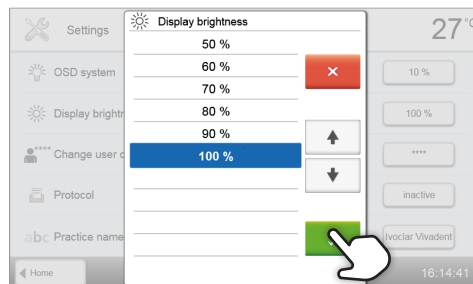 Settings
27 °C
OSD system
10 %
Display brightn
100 %
Change user c
****
Protocol
inactive
abc Practice name
Ivoclar Vivadent
Home
16:14:41
Display brightness
50 %
60 %
70 %
80 %
90 %
100 %